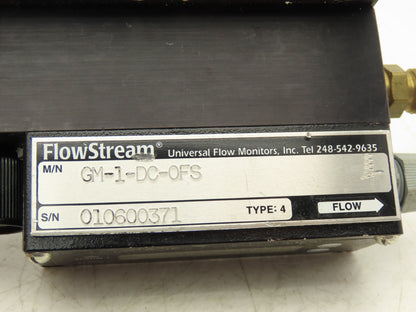 FlowStream® Universal Flow Monitors, Inc. Tel 248-542-9635
M/N GM-1-DC-OFS
S/N 010600371 TYPE: 4 FLOW